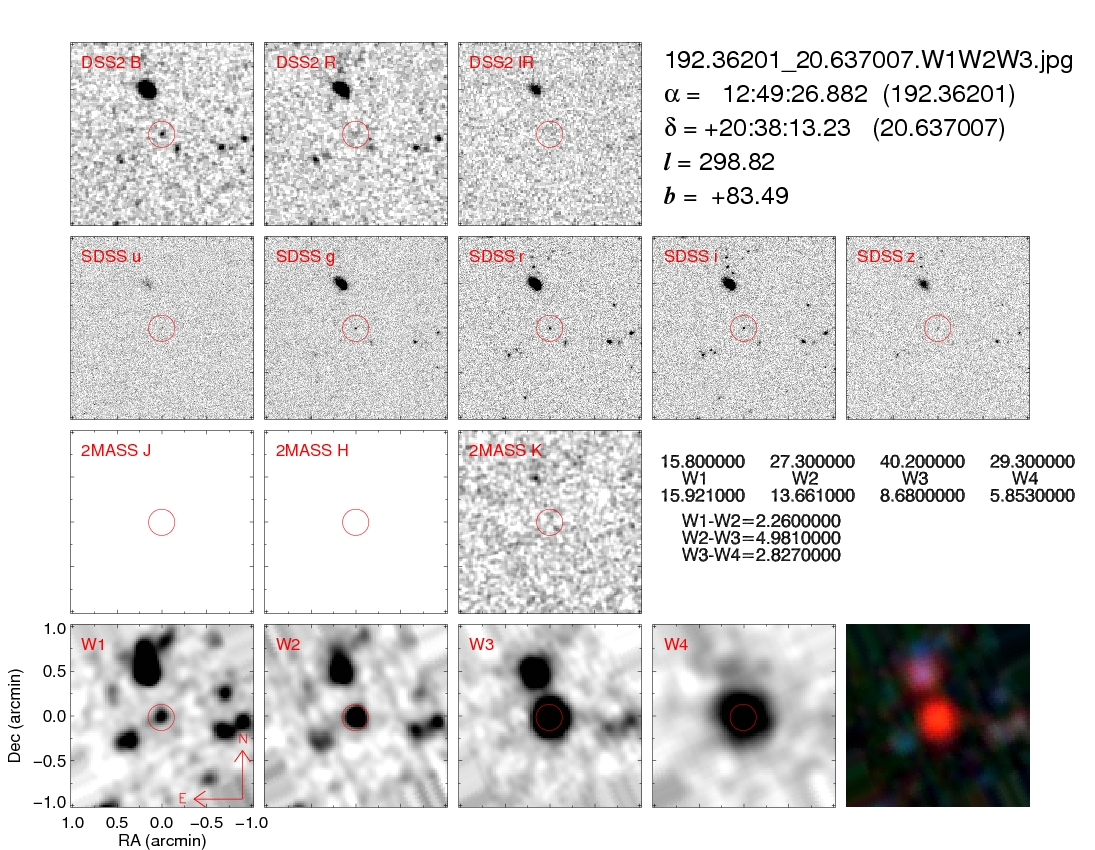 DSS2 B
DSS2 R
DSS2 IR
192.36201_20.637007.W1W2W3.jpg
α = 12:49:26.882 (192.36201)
δ = +20:38:13.23 (20.637007)
l = 298.82
b = +83.49
SDSS u
SDSS g
SDSS r
SDSS i
SDSS z
2MASS J
2MASS H
2MASS K
15.800000 27.300000 40.200000 29.300000
W1 W2 W3 W4
15.921000 13.661000 8.6800000 5.8530000
W1-W2=2.2600000
W2-W3=4.9810000
W3-W4=2.8270000
W1
W2
W3
W4
1.0
0.5
0.0
−0.5
−1.0
Dec (arcmin)
N
E
1.0 0.5 0.0 −0.5 −1.0
RA (arcmin)